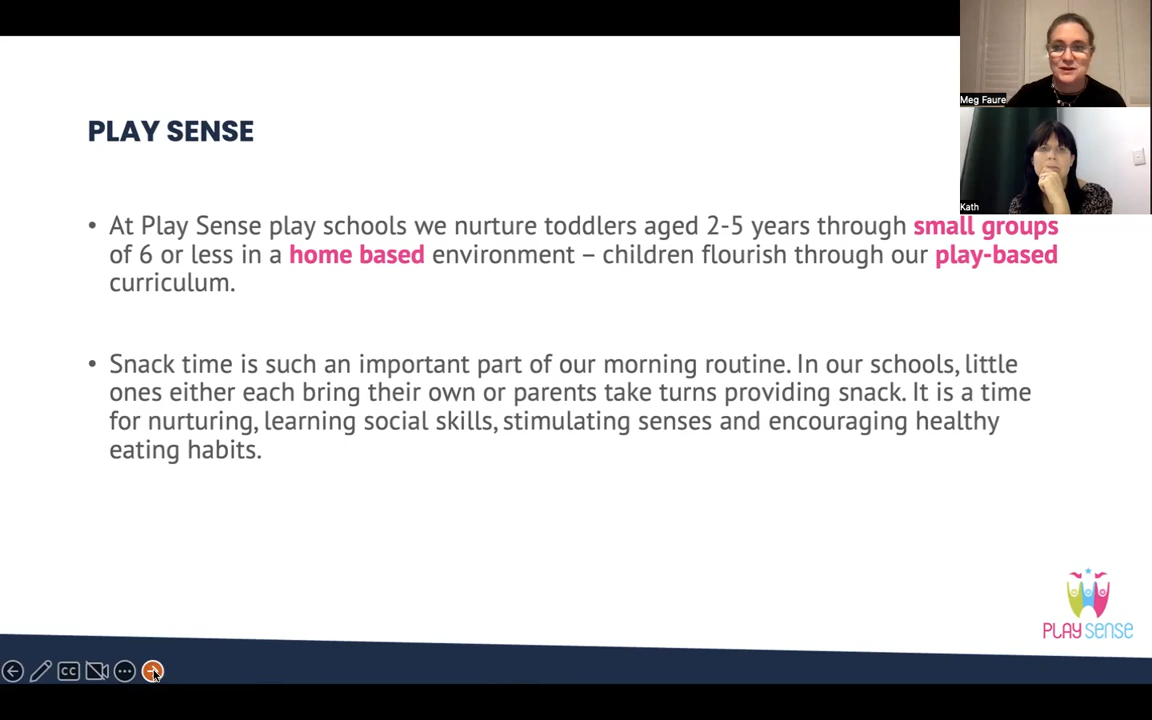 Meg Faure
Kath
PLAY SENSE
• At Play Sense play schools we nurture toddlers aged 2-5 years through small groups
of 6 or less in a home based environment – children flourish through our play-based
curriculum.
• Snack time is such an important part of our morning routine. In our schools, little
ones either each bring their own or parents take turns providing snack. It is a time
for nurturing, learning social skills, stimulating senses and encouraging healthy
eating habits.
PLAY SENSE
CC